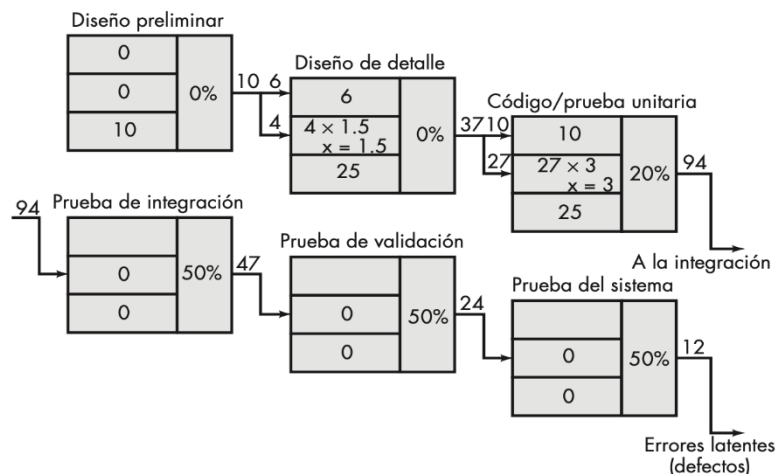 Diseño preliminar
0
0
10
0%
10
6
4
Diseño de detalle
6
4 × 1.5
x = 1.5
25
0%
37
10
27
Código/prueba unitaria
10
27 × 3
x = 3
25
20%
94
A la integración
94
Prueba de integración
0
0
50%
47
Prueba de validación
0
0
50%
24
Prueba del sistema
0
0
50%
12
Errores latentes
(defectos)